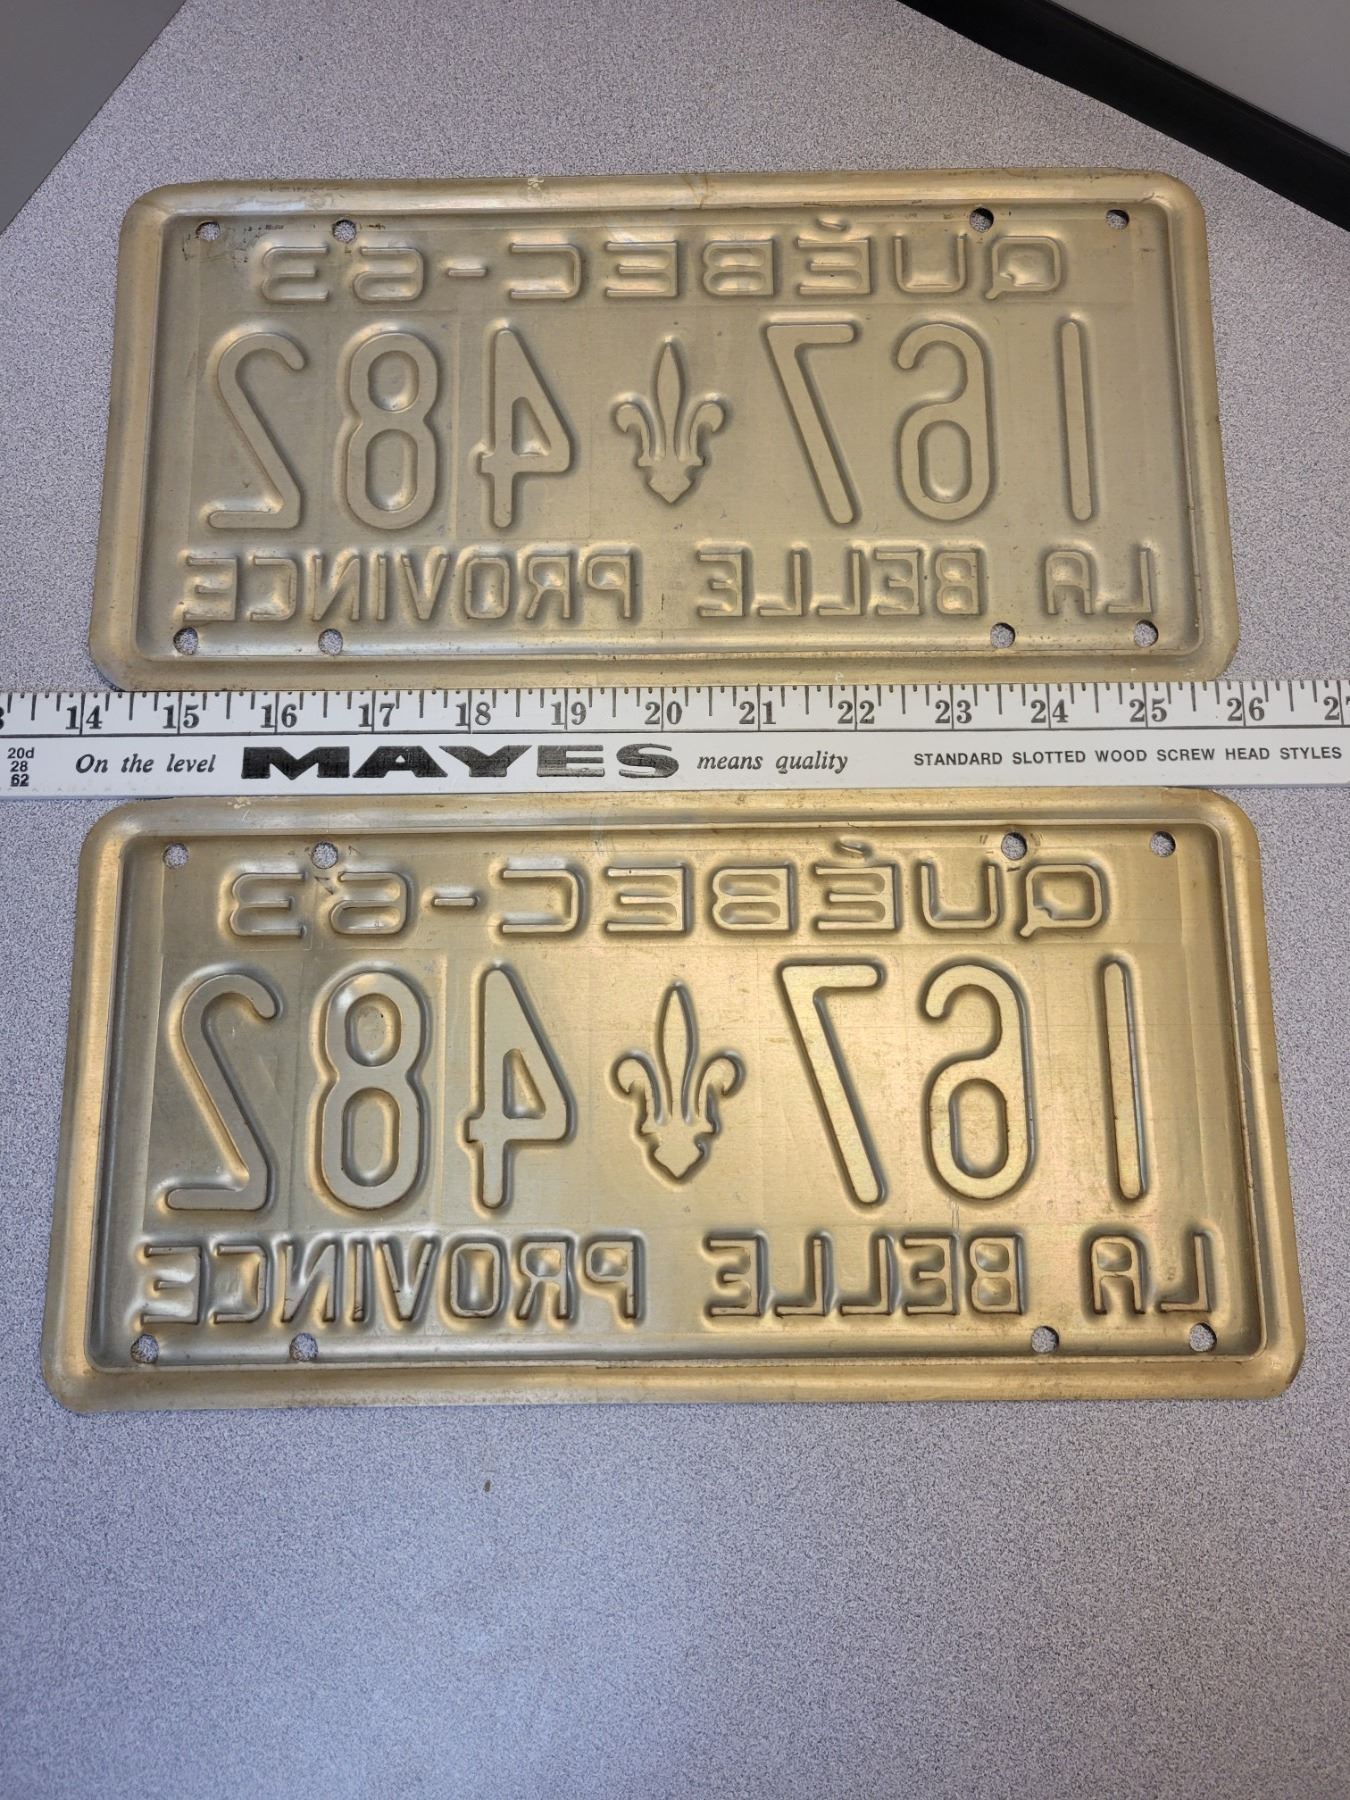 QUÉBEC-63
167 482
LA BELLE PROVINCE
3 14 15 16 17 18 19 20 21 22 23 24 25 26 2
20d
28
62
On the level MAYES means quality STANDARD SLOTTED WOOD SCREW HEAD STYLES
QUÉBEC-63
167 482
LA BELLE PROVINCE